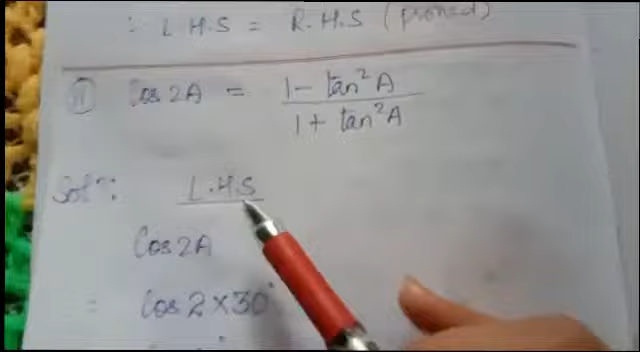 ∴ L.H.S = R.H.S (proved)
(ii) Cos 2A = (1 - tan²A) / (1 + tan²A)
Solⁿ: L.H.S
Cos 2A
= Cos 2×30°